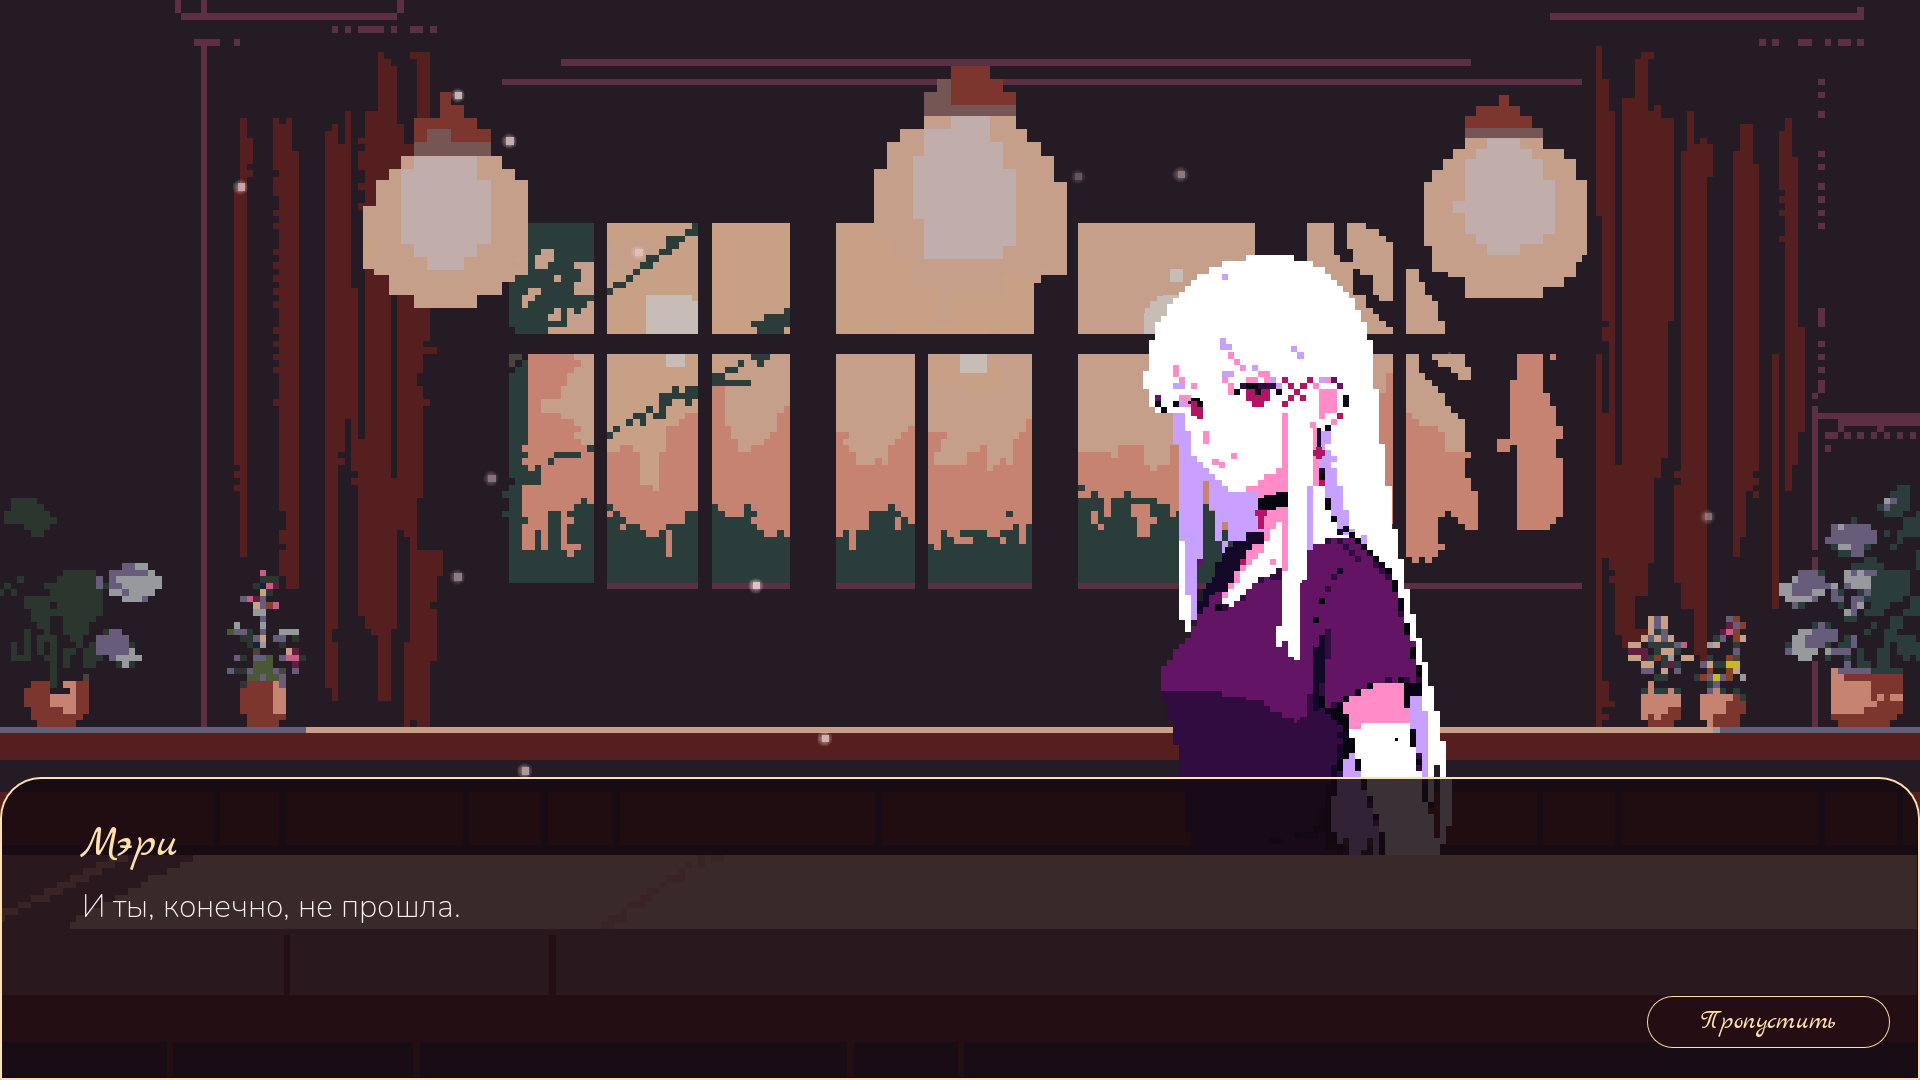 Мэри
И ты, конечно, не прошла.
Пропустить